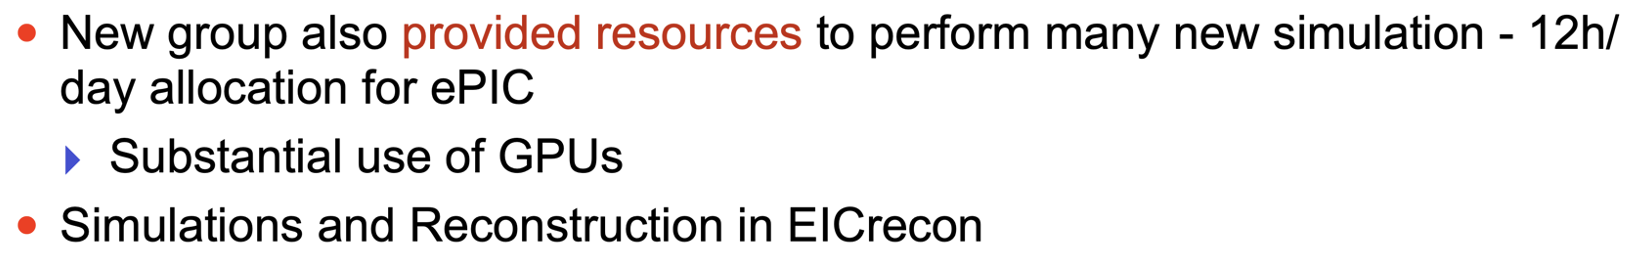 • New group also provided resources to perform many new simulation - 12h/
day allocation for ePIC
‣ Substantial use of GPUs
• Simulations and Reconstruction in EICrecon